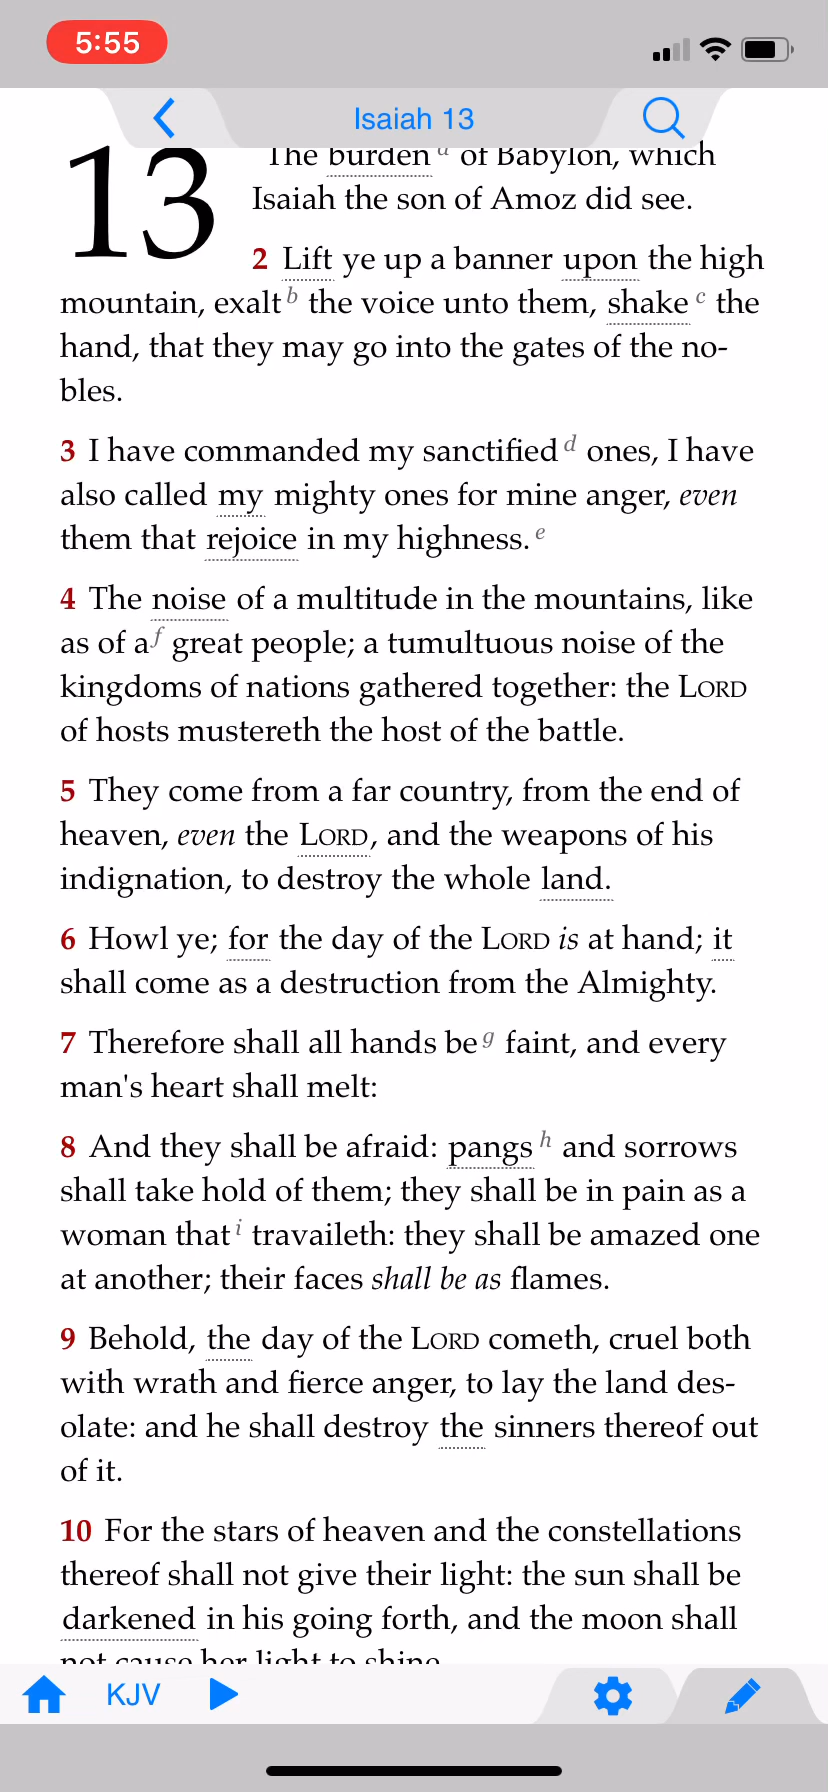 5:55
Isaiah 13
13
The burden a of Babylon, which
Isaiah the son of Amoz did see.
2 Lift ye up a banner upon the high
mountain, exalt b the voice unto them, shake c the
hand, that they may go into the gates of the no-
bles.
3 I have commanded my sanctified d ones, I have
also called my mighty ones for mine anger, even
them that rejoice in my highness. e
4 The noise of a multitude in the mountains, like
as of a f great people; a tumultuous noise of the
kingdoms of nations gathered together: the LORD
of hosts mustereth the host of the battle.
5 They come from a far country, from the end of
heaven, even the LORD, and the weapons of his
indignation, to destroy the whole land.
6 Howl ye; for the day of the LORD is at hand; it
shall come as a destruction from the Almighty.
7 Therefore shall all hands be g faint, and every
man's heart shall melt:
8 And they shall be afraid: pangs h and sorrows
shall take hold of them; they shall be in pain as a
woman that i travaileth: they shall be amazed one
at another; their faces shall be as flames.
9 Behold, the day of the LORD cometh, cruel both
with wrath and fierce anger, to lay the land des-
olate: and he shall destroy the sinners thereof out
of it.
10 For the stars of heaven and the constellations
thereof shall not give their light: the sun shall be
darkened in his going forth, and the moon shall
not cause her light to shine
KJV